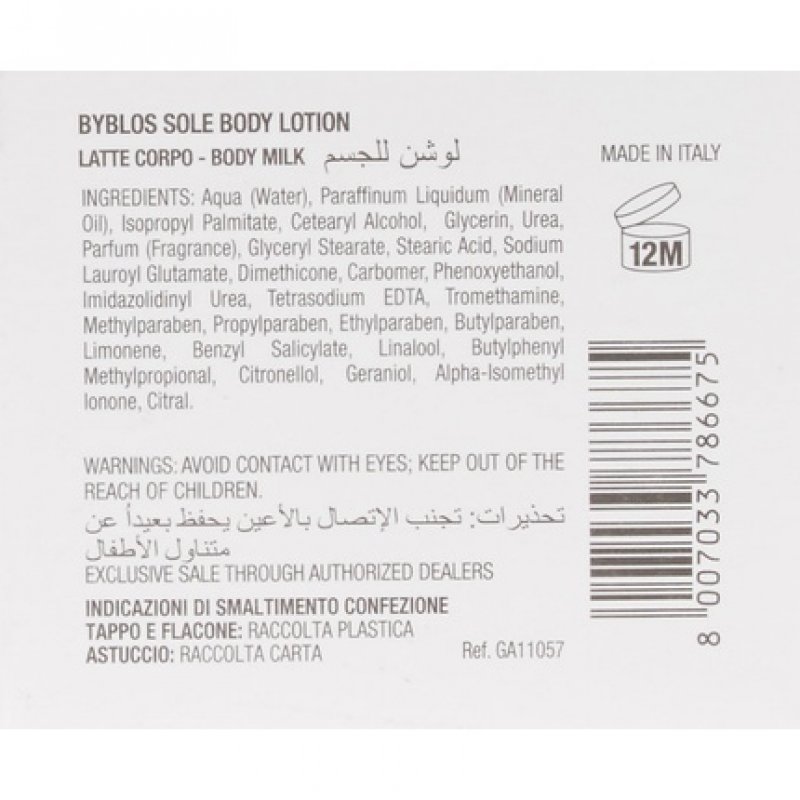 BYBLOS SOLE BODY LOTION
LATTE CORPO - BODY MILK لوشن للجسم
MADE IN ITALY
INGREDIENTS: Aqua (Water), Paraffinum Liquidum (Mineral
Oil), Isopropyl Palmitate, Cetearyl Alcohol, Glycerin, Urea,
Parfum (Fragrance), Glyceryl Stearate, Stearic Acid, Sodium
Lauroyl Glutamate, Dimethicone, Carbomer, Phenoxyethanol,
Imidazolidinyl Urea, Tetrasodium EDTA, Tromethamine,
Methylparaben, Propylparaben, Ethylparaben, Butylparaben,
Limonene, Benzyl Salicylate, Linalool, Butylphenyl
Methylpropional, Citronellol, Geraniol, Alpha-Isomethyl
Ionone, Citral.
12M
WARNINGS: AVOID CONTACT WITH EYES; KEEP OUT OF THE
REACH OF CHILDREN.
تحذيرات: تجنب الإتصال بالأعين يحفظ بعيداً عن
متناول الأطفال
EXCLUSIVE SALE THROUGH AUTHORIZED DEALERS
INDICAZIONI DI SMALTIMENTO CONFEZIONE
TAPPO E FLACONE: RACCOLTA PLASTICA
ASTUCCIO: RACCOLTA CARTA
Ref. GA11057
8 007033 786675